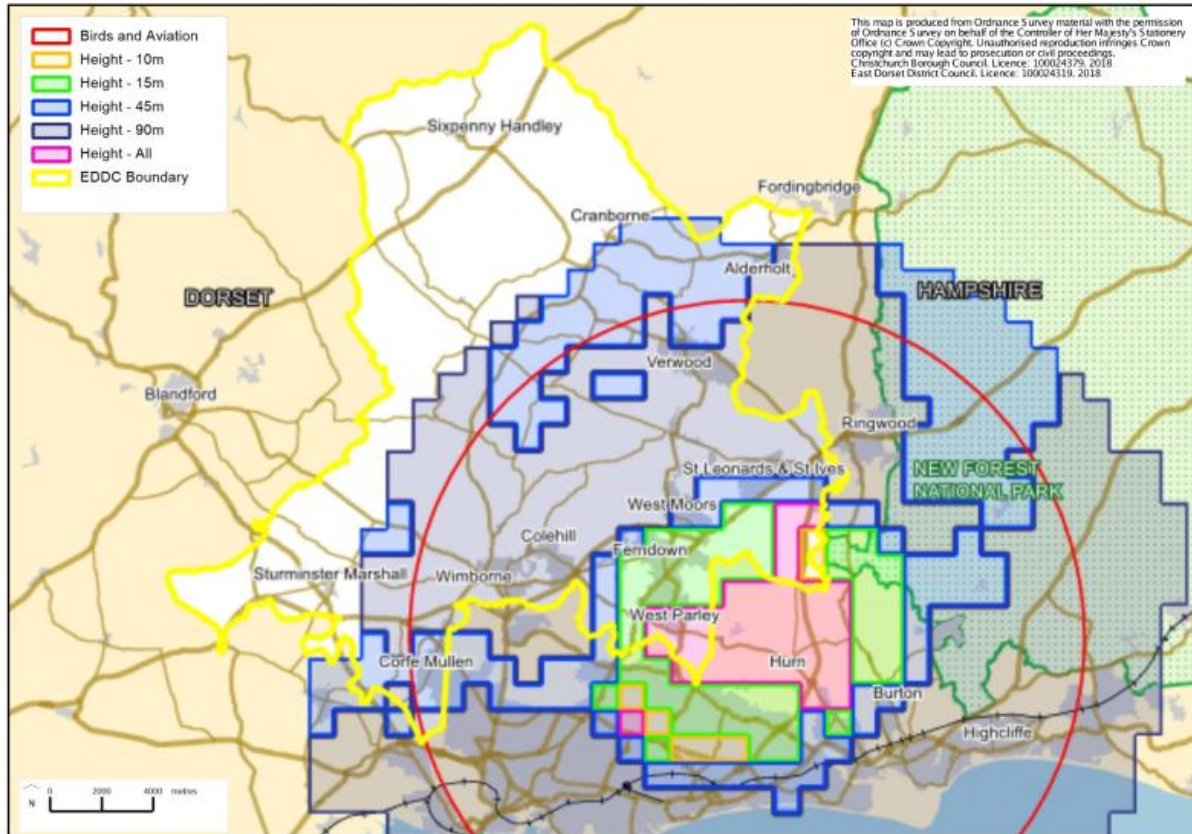 Birds and Aviation
Height - 10m
Height - 15m
Height - 45m
Height - 90m
Height - All
EDDC Boundary
This map is produced from Ordnance Survey material with the permission
of Ordnance Survey on behalf of the Controller of Her Majesty's Stationery
Office (c) Crown Copyright. Unauthorised reproduction infringes Crown
copyright and may lead to prosecution or civil proceedings.
Christchurch Borough Council. Licence: 100024379. 2018
East Dorset District Council. Licence: 100024319. 2018
Sixpenny Handley
Fordingbridge
Cranborne
Alderholt
DORSET
HAMPSHIRE
Verwood
Blandford
Ringwood
St Leonards & St Ives
NEW FOREST
NATIONAL PARK
West Moors
Colehill
Ferndown
Sturminster Marshall
Wimborne
West Parley
Corfe Mullen
Hurn
Burton
Highcliffe
N
0 2000 4000 metres